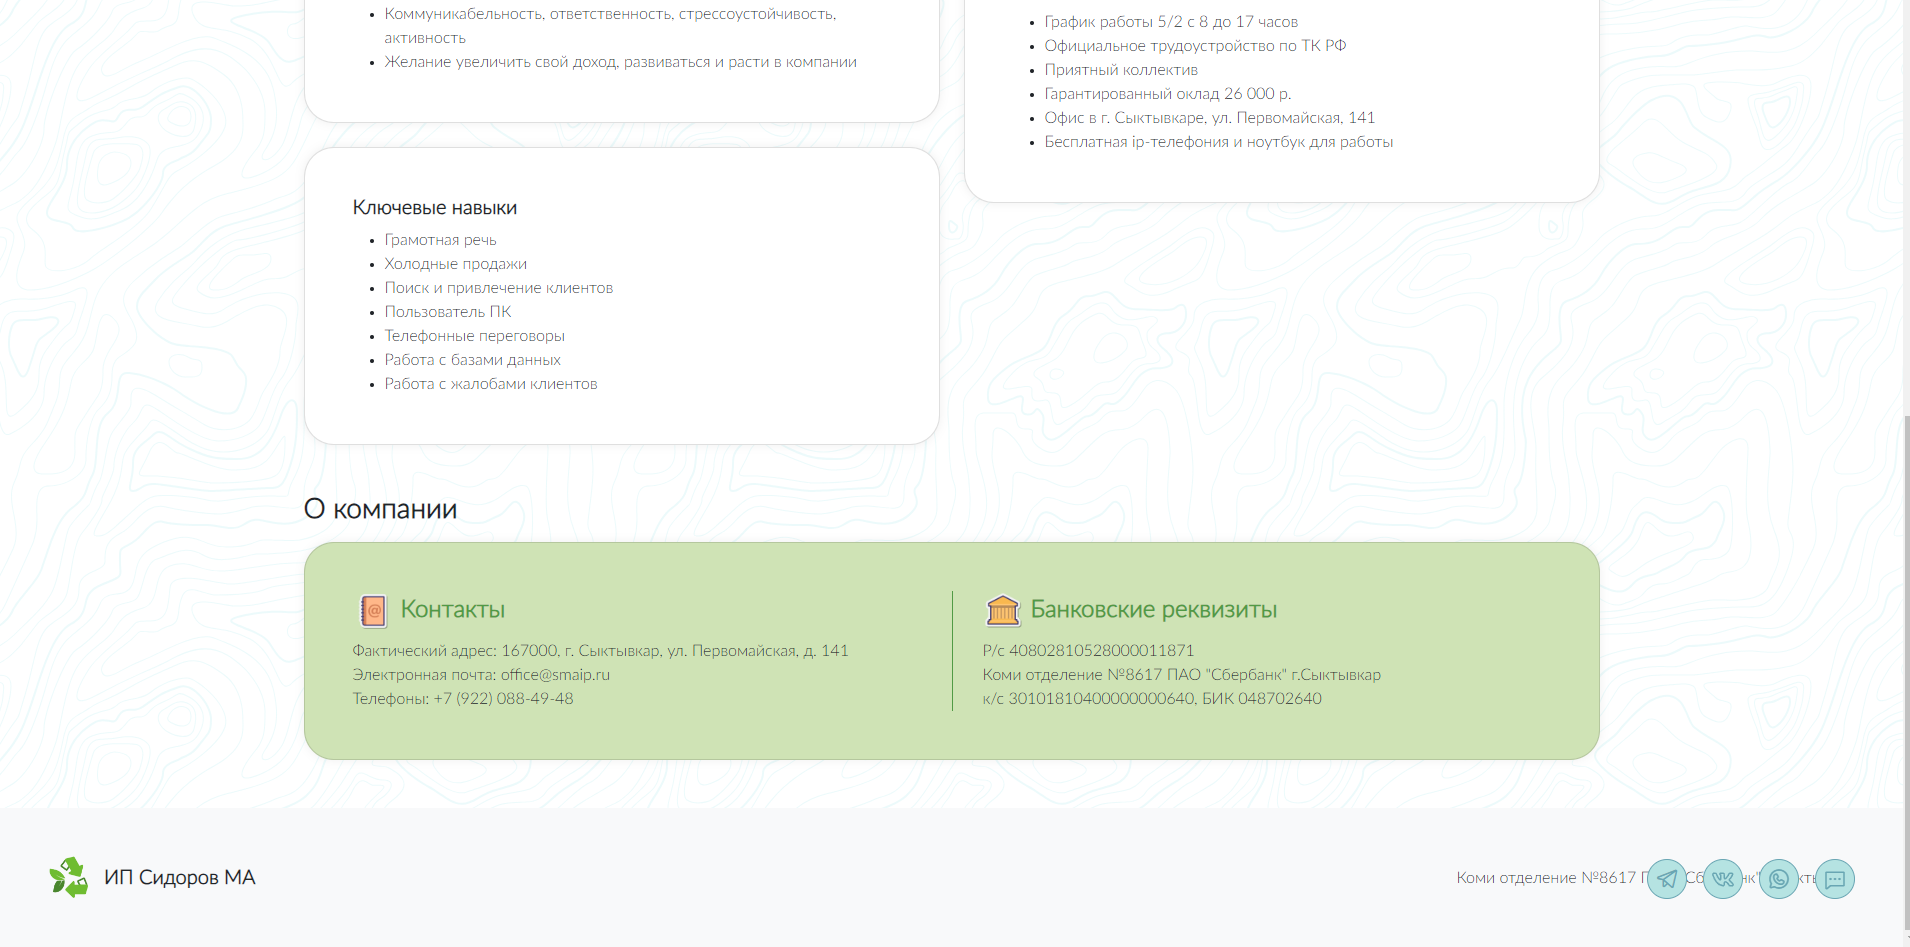 Коммуникабельность, ответственность, стрессоустойчивость,
активность
Желание увеличить свой доход, развиваться и расти в компании
График работы 5/2 с 8 до 17 часов
Официальное трудоустройство по ТК РФ
Приятный коллектив
Гарантированный оклад 26 000 р.
Офис в г. Сыктывкаре, ул. Первомайская, 141
Бесплатная ip-телефония и ноутбук для работы
Ключевые навыки
Грамотная речь
Холодные продажи
Поиск и привлечение клиентов
Пользователь ПК
Телефонные переговоры
Работа с базами данных
Работа с жалобами клиентов
О компании
Контакты
Фактический адрес: 167000, г. Сыктывкар, ул. Первомайская, д. 141
Электронная почта: office@smaip.ru
Телефоны: +7 (922) 088-49-48
Банковские реквизиты
Р/с 40802810528000011871
Коми отделение №8617 ПАО "Сбербанк" г.Сыктывкар
к/с 30101810400000000640, БИК 048702640
ИП Сидоров МА
Коми отделение №8617